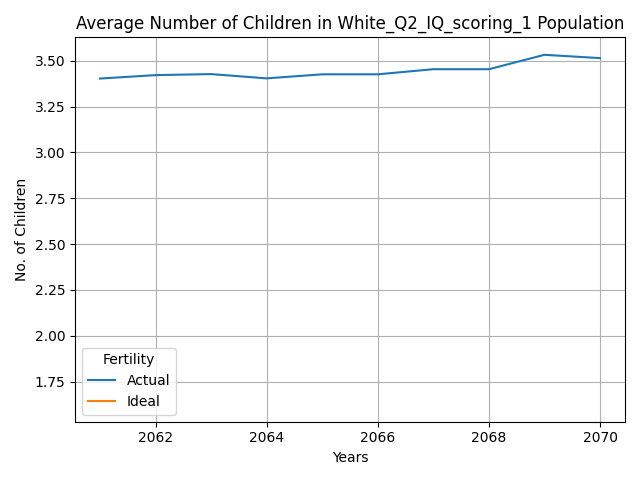 Average Number of Children in White_Q2_IQ_scoring_1 Population
No. of Children
3.50
3.25
3.00
2.75
2.50
2.25
2.00
1.75
Fertility
Actual
Ideal
2062 2064 2066 2068 2070
Years